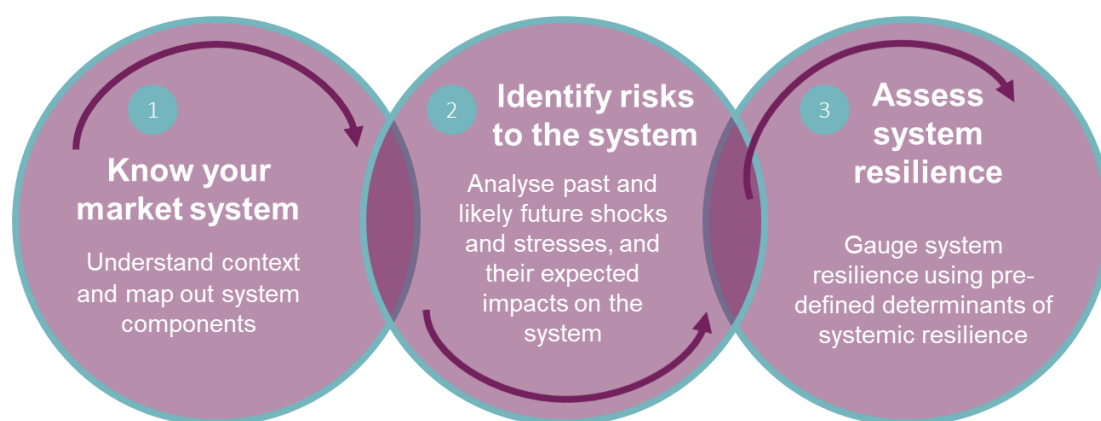 1
Know your
market system
Understand context
and map out system
components
2
Identify risks
to the system
Analyse past and
likely future shocks
and stresses, and
their expected
impacts on the
system
3
Assess
system
resilience
Gauge system
resilience using pre-
defined determinants of
systemic resilience